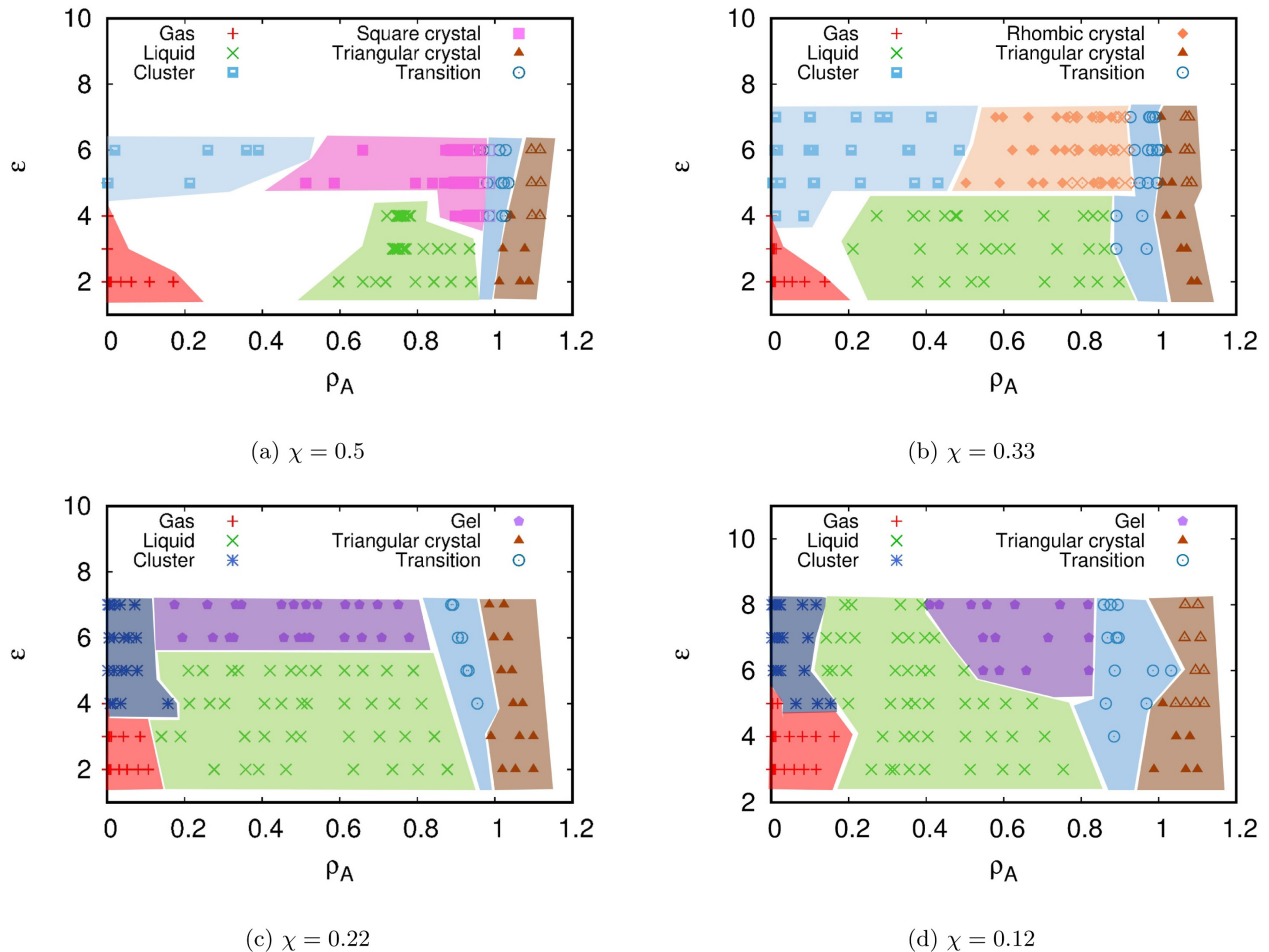 10
8
6
4
2
ε
Gas
Liquid
Cluster
Square crystal
Triangular crystal
Transition
0 0.2 0.4 0.6 0.8 1 1.2
ρA
(a) χ = 0.5
10
8
6
4
2
ε
Gas
Liquid
Cluster
Rhombic crystal
Triangular crystal
Transition
0 0.2 0.4 0.6 0.8 1 1.2
ρA
(b) χ = 0.33
10
8
6
4
2
ε
Gas
Liquid
Cluster
Gel
Triangular crystal
Transition
0 0.2 0.4 0.6 0.8 1 1.2
ρA
(c) χ = 0.22
10
8
6
4
2
ε
Gas
Liquid
Cluster
Gel
Triangular crystal
Transition
0 0.2 0.4 0.6 0.8 1 1.2
ρA
(d) χ = 0.12